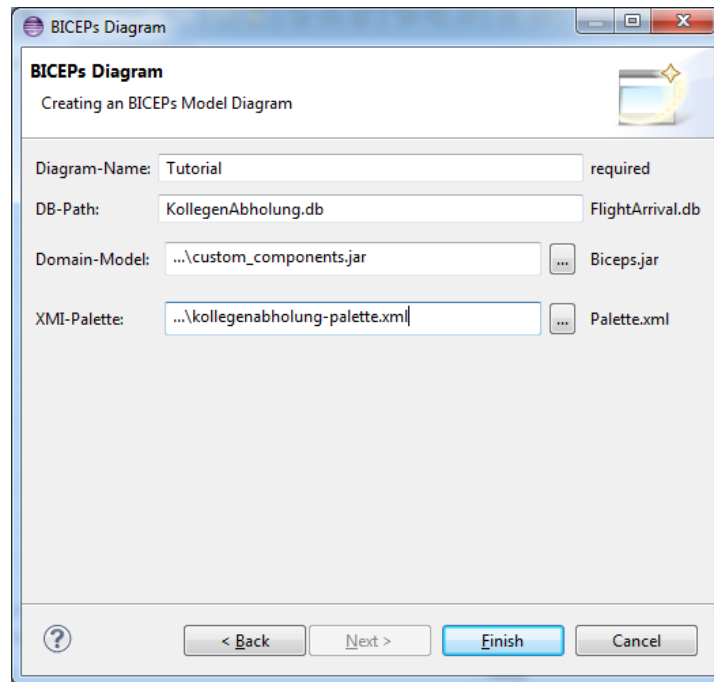 BICEPs Diagram
BICEPs Diagram
Creating an BICEPs Model Diagram
Diagram-Name: Tutorial required
DB-Path: KollegenAbholung.db FlightArrival.db
Domain-Model: ...\custom_components.jar ... Biceps.jar
XMI-Palette: ...\kollegenabholung-palette.xml ... Palette.xml
? < Back Next > Finish Cancel